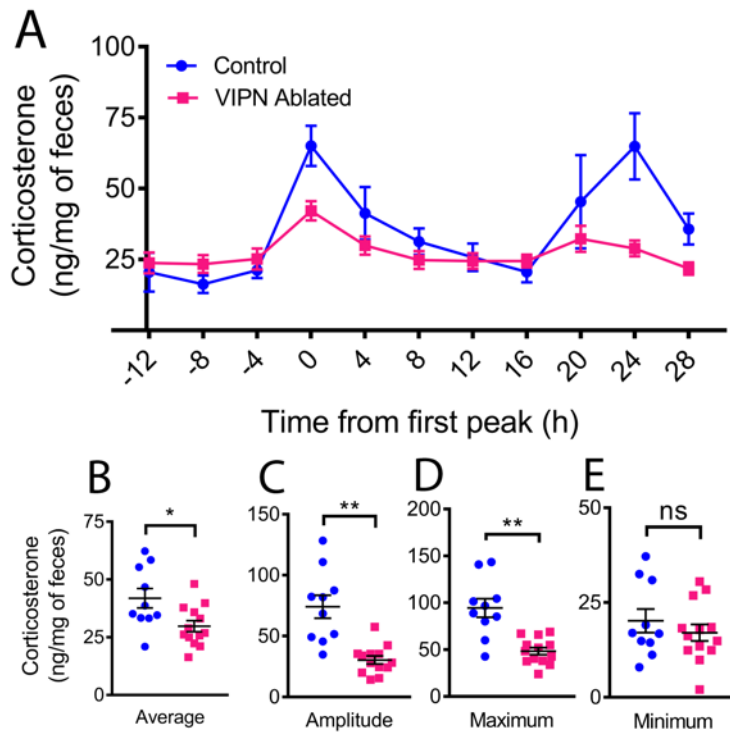 A
Corticosterone
(ng/mg of feces)
100
75
50
25
Control
VIPN Ablated
-12 -8 -4 0 4 8 12 16 20 24 28
Time from first peak (h)
B
C
D
E
Corticosterone
(ng/mg of feces)
75
50
25
0
*
Average
150
100
50
0
**
Amplitude
200
150
100
50
0
**
Maximum
50
25
0
ns
Minimum